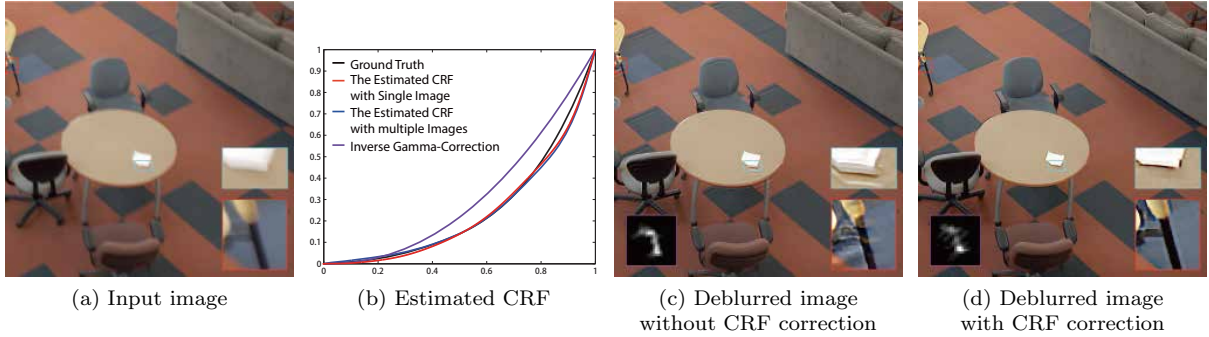 1
0.9
0.8
0.7
0.6
0.5
0.4
0.3
0.2
0.1
0
0 0.2 0.4 0.6 0.8 1
Ground Truth
The Estimated CRF
with Single Image
The Estimated CRF
with multiple Images
Inverse Gamma-Correction
(a) Input image
(b) Estimated CRF
(c) Deblurred image
without CRF correction
(d) Deblurred image
with CRF correction